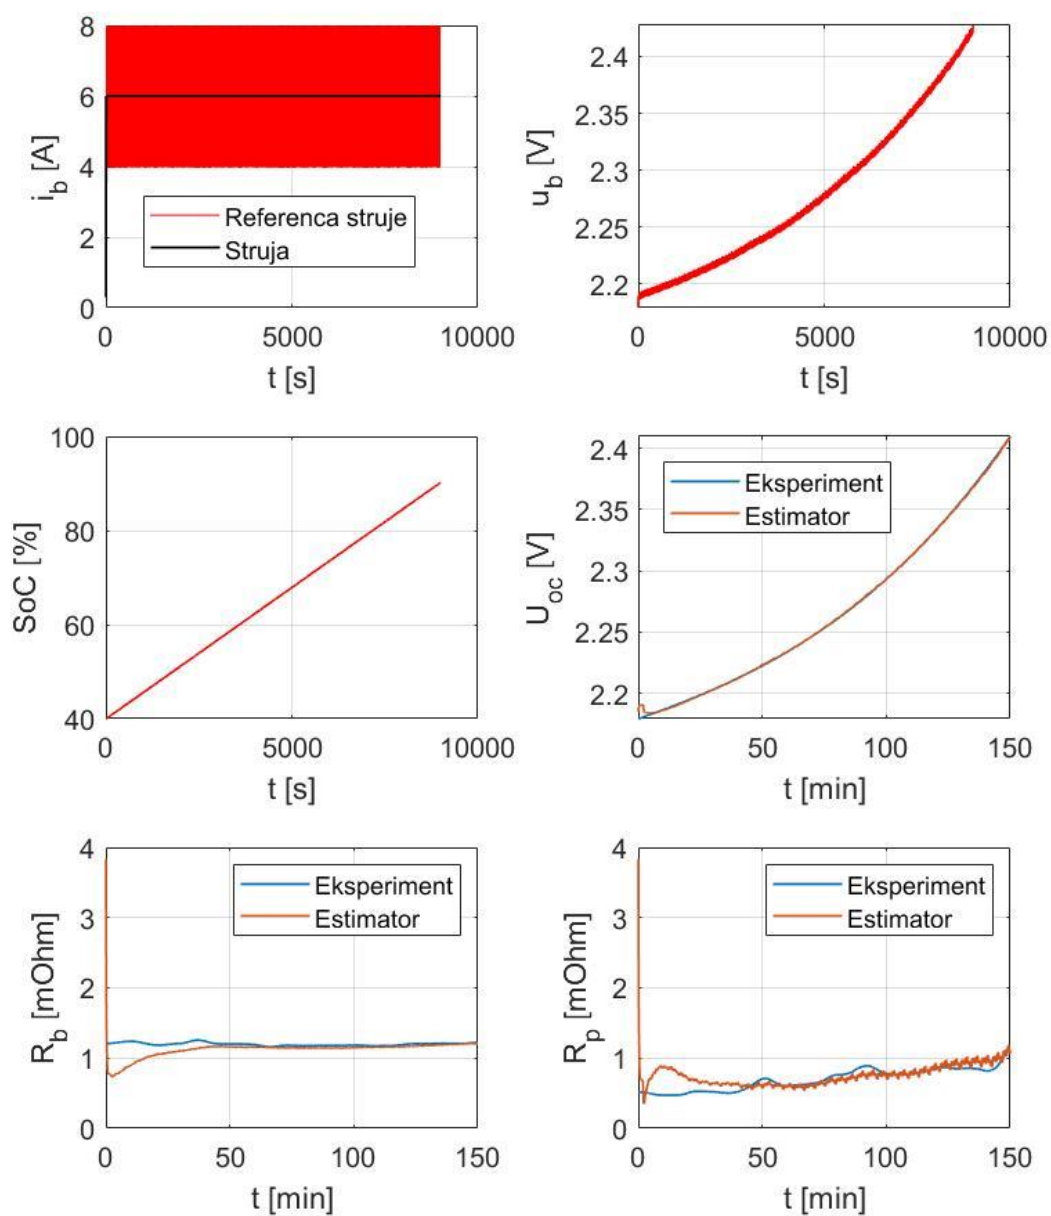 8
6
4
2
0
i_b [A]
Referenca struje
Struja
0
5000
10000
t [s]
2.4
2.35
2.3
2.25
2.2
u_b [V]
0
5000
10000
t [s]
100
80
60
40
SoC [%]
0
5000
10000
t [s]
2.4
2.35
2.3
2.25
2.2
U_oc [V]
Eksperiment
Estimator
0
50
100
150
t [min]
4
3
2
1
0
R_b [mOhm]
Eksperiment
Estimator
0
50
100
150
t [min]
4
3
2
1
0
R_p [mOhm]
Eksperiment
Estimator
0
50
100
150
t [min]